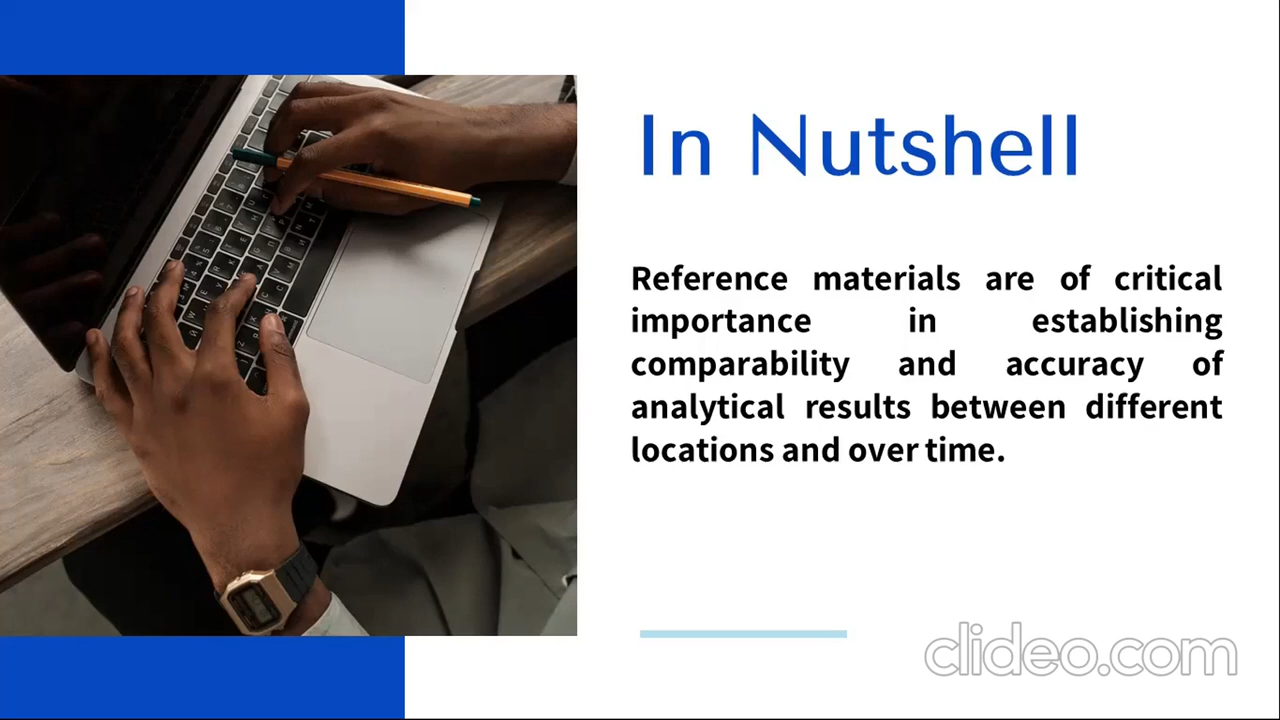 In Nutshell
Reference materials are of critical
importance in establishing
comparability and accuracy of
analytical results between different
locations and over time.
clideo.com